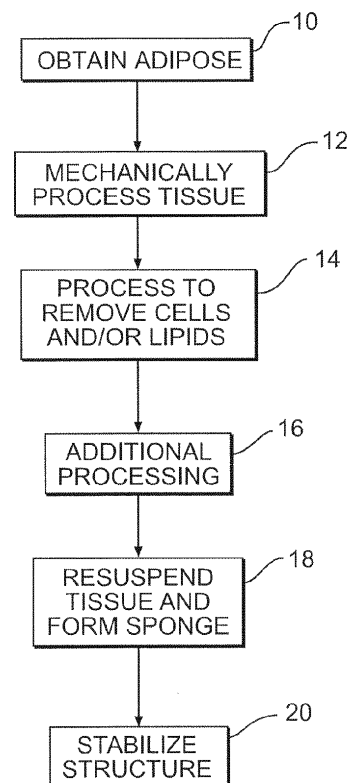 10
OBTAIN ADIPOSE
12
MECHANICALLY
PROCESS TISSUE
14
PROCESS TO
REMOVE CELLS
AND/OR LIPIDS
16
ADDITIONAL
PROCESSING
18
RESUSPEND
TISSUE AND
FORM SPONGE
20
STABILIZE
STRUCTURE